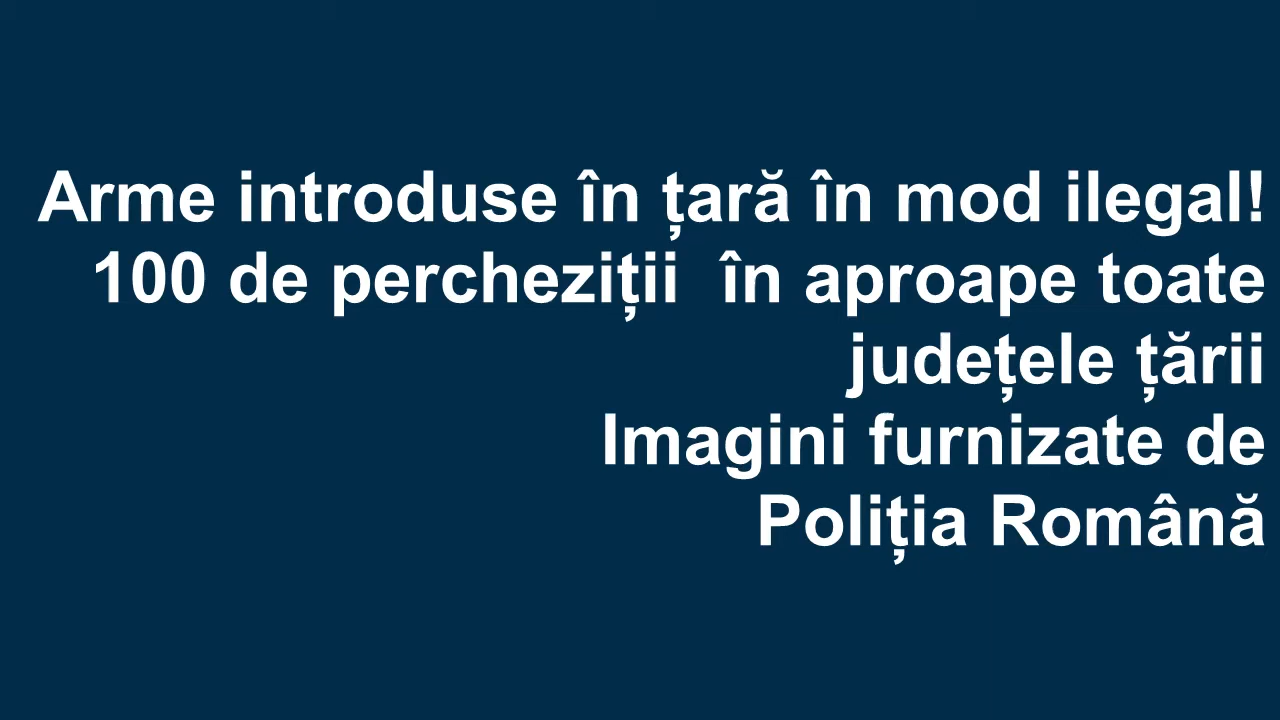 Arme introduse în țară în mod ilegal!
100 de percheziții  în aproape toate
județele țării
Imagini furnizate de
Poliția Română